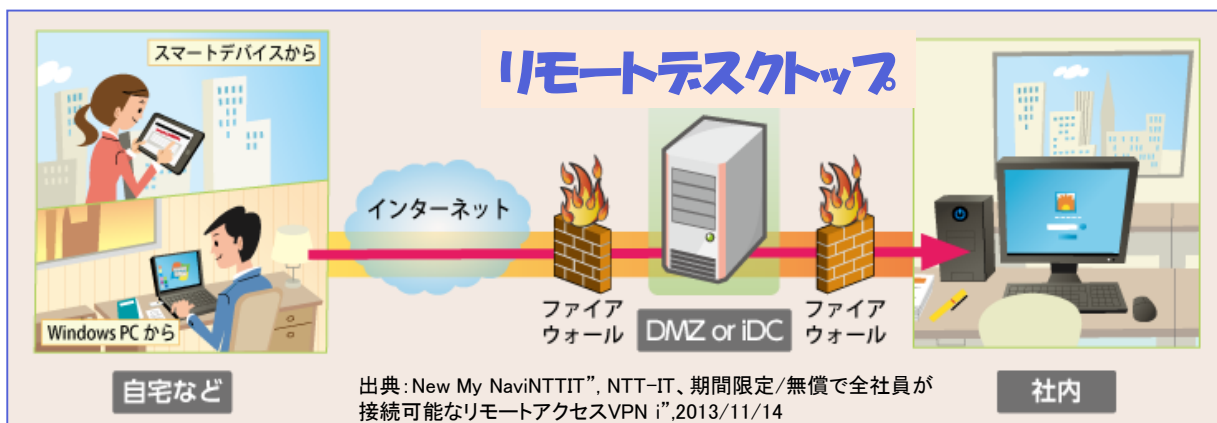 リモートデスクトップ
スマートデバイスから
インターネット
Windows PC から
ファイア
ウォール
DMZ or iDC
ファイア
ウォール
自宅など
社内
出典：New My NaviNTTIT”, NTT-IT、期間限定/無償で全社員が
接続可能なリモートアクセスVPN i”,2013/11/14